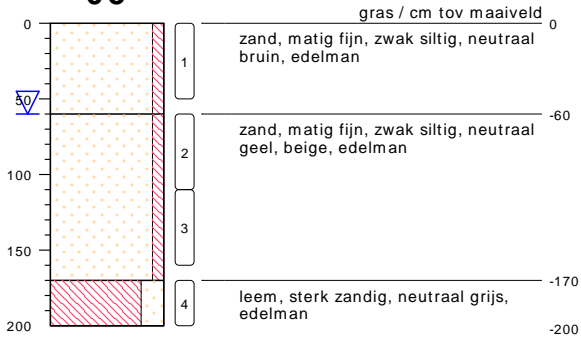 gras / cm tov maaiveld
0
0
zand, matig fijn, zwak siltig, neutraal
bruin, edelman
1
50
-60
zand, matig fijn, zwak siltig, neutraal
geel, beige, edelman
2
100
3
150
-170
leem, sterk zandig, neutraal grijs,
edelman
4
200
-200